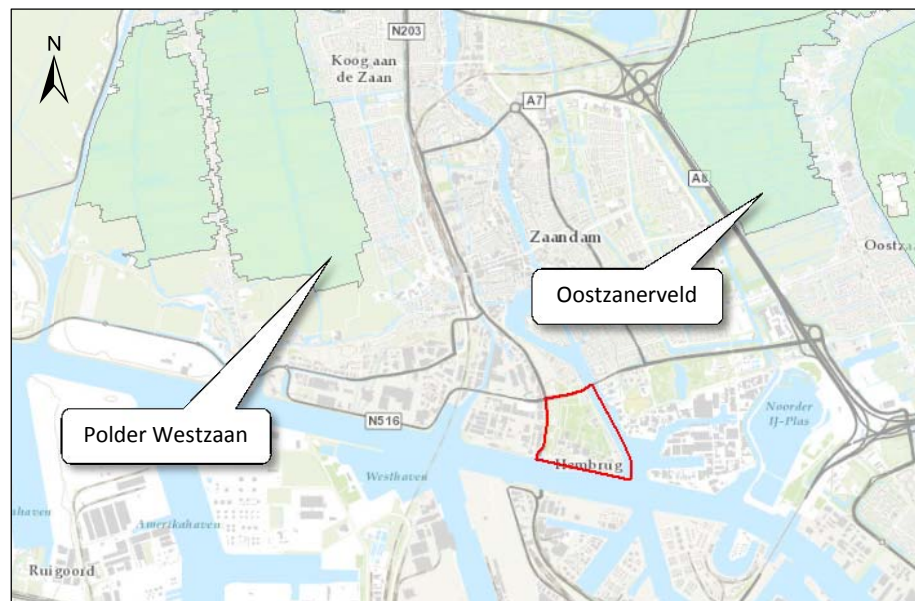 N
N203
Koog aan
de Zaan
A7
A8
Zaandam
Oostza
Oostzanerveld
Polder Westzaan
N516
Noorder
IJ-Plas
Hembrug
Westhaven
Amerikahaven
Ruigoord